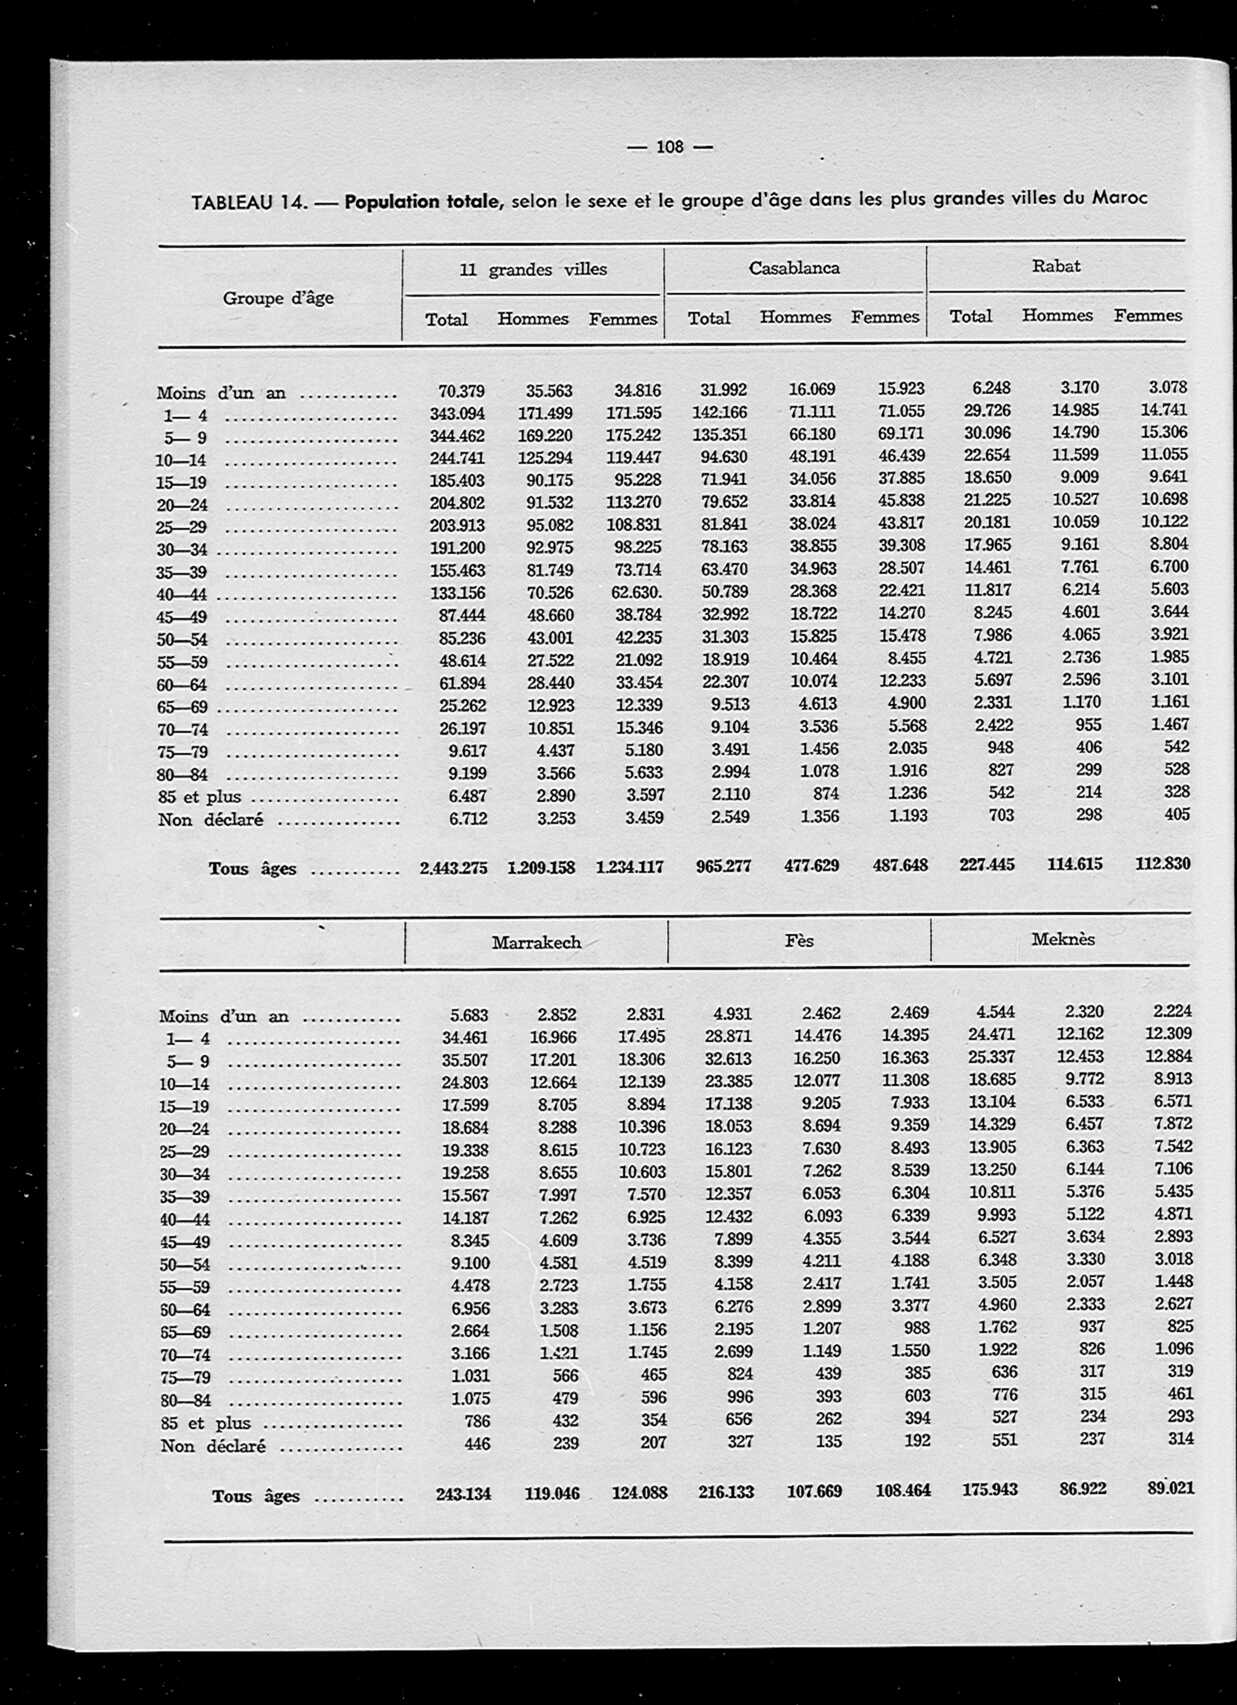 — 108 —
TABLEAU 14. — Population totale, selon le sexe et le groupe d'âge dans les plus grandes villes du Maroc
Groupe d'âge 11 grandes villes Casablanca Rabat
Total Hommes Femmes Total Hommes Femmes Total Hommes Femmes
Moins d'un an ............ 70.379 35.563 34.816 31.992 16.069 15.923 6.248 3.170 3.078
1— 4 ..................... 343.094 171.499 171.595 142.166 71.111 71.055 29.726 14.985 14.741
5— 9 ..................... 344.462 169.220 175.242 135.351 66.180 69.171 30.096 14.790 15.306
10—14 ..................... 244.741 125.294 119.447 94.630 48.191 46.439 22.654 11.599 11.055
15—19 ..................... 185.403 90.175 95.228 71.941 34.056 37.885 18.650 9.009 9.641
20—24 ..................... 204.802 91.532 113.270 79.652 33.814 45.838 21.225 10.527 10.698
25—29 ..................... 203.913 95.082 108.831 81.841 38.024 43.817 20.181 10.059 10.122
30—34 ...................... 191.200 92.975 98.225 78.163 38.855 39.308 17.965 9.161 8.804
35—39 ..................... 155.463 81.749 73.714 63.470 34.963 28.507 14.461 7.761 6.700
40—44 ...................... 133.156 70.526 62.630. 50.789 28.368 22.421 11.817 6.214 5.603
45—49 ..................... 87.444 48.660 38.784 32.992 18.722 14.270 8.245 4.601 3.644
50—54 ..................... 85.236 43.001 42.235 31.303 15.825 15.478 7.986 4.065 3.921
55—59 ..................... 48.614 27.522 21.092 18.919 10.464 8.455 4.721 2.736 1.985
60—64 ..................... 61.894 28.440 33.454 22.307 10.074 12.233 5.697 2.596 3.101
65—69 ...................... 25.262 12.923 12.339 9.513 4.613 4.900 2.331 1.170 1.161
70—74 ..................... 26.197 10.851 15.346 9.104 3.536 5.568 2.422 955 1.467
75—79 ..................... 9.617 4.437 5.180 3.491 1.456 2.035 948 406 542
80—84 ..................... 9.199 3.566 5.633 2.994 1.078 1.916 827 299 528
85 et plus .................. 6.487 2.890 3.597 2.110 874 1.236 542 214 328
Non déclaré ............... 6.712 3.253 3.459 2.549 1.356 1.193 703 298 405
Tous âges ........... 2.443.275 1.209.158 1.234.117 965.277 477.629 487.648 227.445 114.615 112.830
Marrakech Fès Meknès
Moins d'un an ............ 5.683 2.852 2.831 4.931 2.462 2.469 4.544 2.320 2.224
1— 4 ..................... 34.461 16.966 17.495 28.871 14.476 14.395 24.471 12.162 12.309
5— 9 ..................... 35.507 17.201 18.306 32.613 16.250 16.363 25.337 12.453 12.884
10—14 ..................... 24.803 12.664 12.139 23.385 12.077 11.308 18.685 9.772 8.913
15—19 ..................... 17.599 8.705 8.894 17.138 9.205 7.933 13.104 6.533 6.571
20—24 ..................... 18.684 8.288 10.396 18.053 8.694 9.359 14.329 6.457 7.872
25—29 ..................... 19.338 8.615 10.723 16.123 7.630 8.493 13.905 6.363 7.542
30—34 ..................... 19.258 8.655 10.603 15.801 7.262 8.539 13.250 6.144 7.106
35—39 ..................... 15.567 7.997 7.570 12.357 6.053 6.304 10.811 5.376 5.435
40—44 ..................... 14.187 7.262 6.925 12.432 6.093 6.339 9.993 5.122 4.871
45—49 ..................... 8.345 4.609 3.736 7.899 4.355 3.544 6.527 3.634 2.893
50—54 ..................... 9.100 4.581 4.519 8.399 4.211 4.188 6.348 3.330 3.018
55—59 ..................... 4.478 2.723 1.755 4.158 2.417 1.741 3.505 2.057 1.448
60—64 ..................... 6.956 3.283 3.673 6.276 2.899 3.377 4.960 2.333 2.627
65—69 ..................... 2.664 1.508 1.156 2.195 1.207 988 1.762 937 825
70—74 ..................... 3.166 1.421 1.745 2.699 1.149 1.550 1.922 826 1.096
75—79 ..................... 1.031 566 465 824 439 385 636 317 319
80—84 ..................... 1.075 479 596 996 393 603 776 315 461
85 et plus ................. 786 432 354 656 262 394 527 234 293
Non déclaré ............... 446 239 207 327 135 192 551 237 314
Tous âges ........... 243.134 119.046 124.088 216.133 107.669 108.464 175.943 86.922 89.021